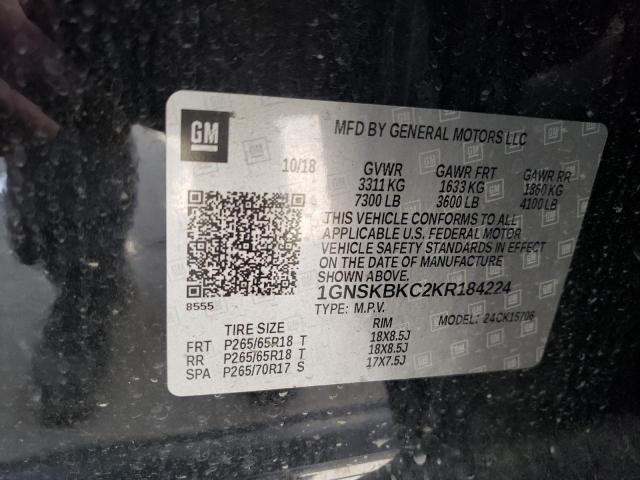 GM
MFD BY GENERAL MOTORS LLC
10/18 GVWR GAWR FRT GAWR RR
3311 KG 1633 KG 1860 KG
7300 LB 3600 LB 4100 LB
THIS VEHICLE CONFORMS TO ALL
APPLICABLE U.S. FEDERAL MOTOR
VEHICLE SAFETY STANDARDS IN EFFECT
ON THE DATE OF MANUFACTURE
SHOWN ABOVE.
1GNSKBKC2KR184224
8555
TYPE: M.P.V. MODEL: 24CK15706
TIRE SIZE RIM
FRT P265/65R18 T 18X8.5J
RR P265/65R18 T 18X8.5J
SPA P265/70R17 S 17X7.5J